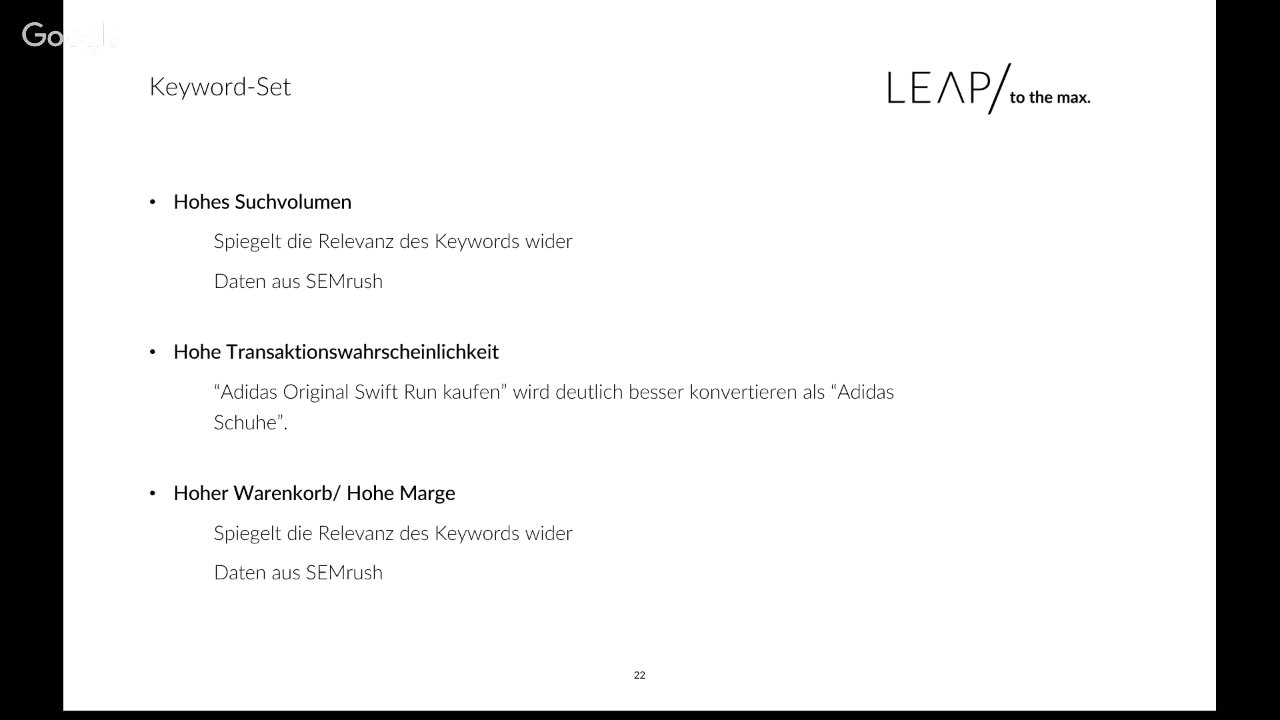 Google
Keyword-Set
LEAP/to the max.
• Hohes Suchvolumen
Spiegelt die Relevanz des Keywords wider
Daten aus SEMrush
• Hohe Transaktionswahrscheinlichkeit
“Adidas Original Swift Run kaufen” wird deutlich besser konvertieren als “Adidas
Schuhe”.
• Hoher Warenkorb/ Hohe Marge
Spiegelt die Relevanz des Keywords wider
Daten aus SEMrush
22